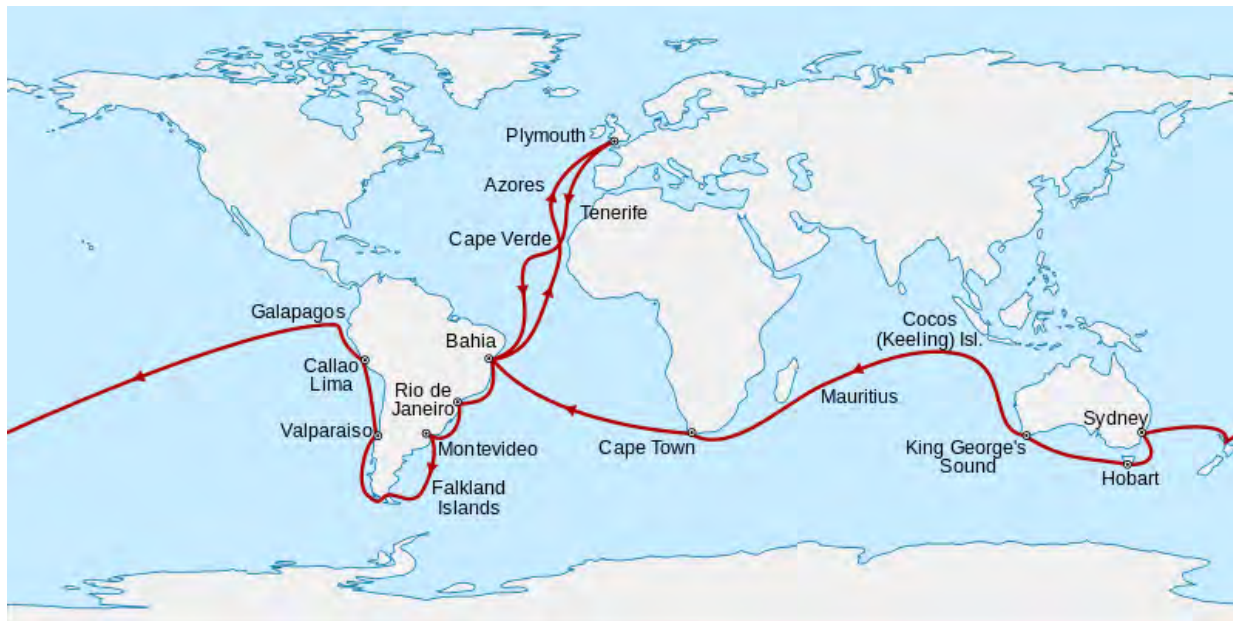 Plymouth
Azores
Tenerife
Cape Verde
Galapagos
Cocos
(Keeling) Isl.
Bahia
Callao
Lima
Rio de
Janeiro
Mauritius
Sydney
Valparaiso
Montevideo
Cape Town
King George's
Sound
Hobart
Falkland
Islands